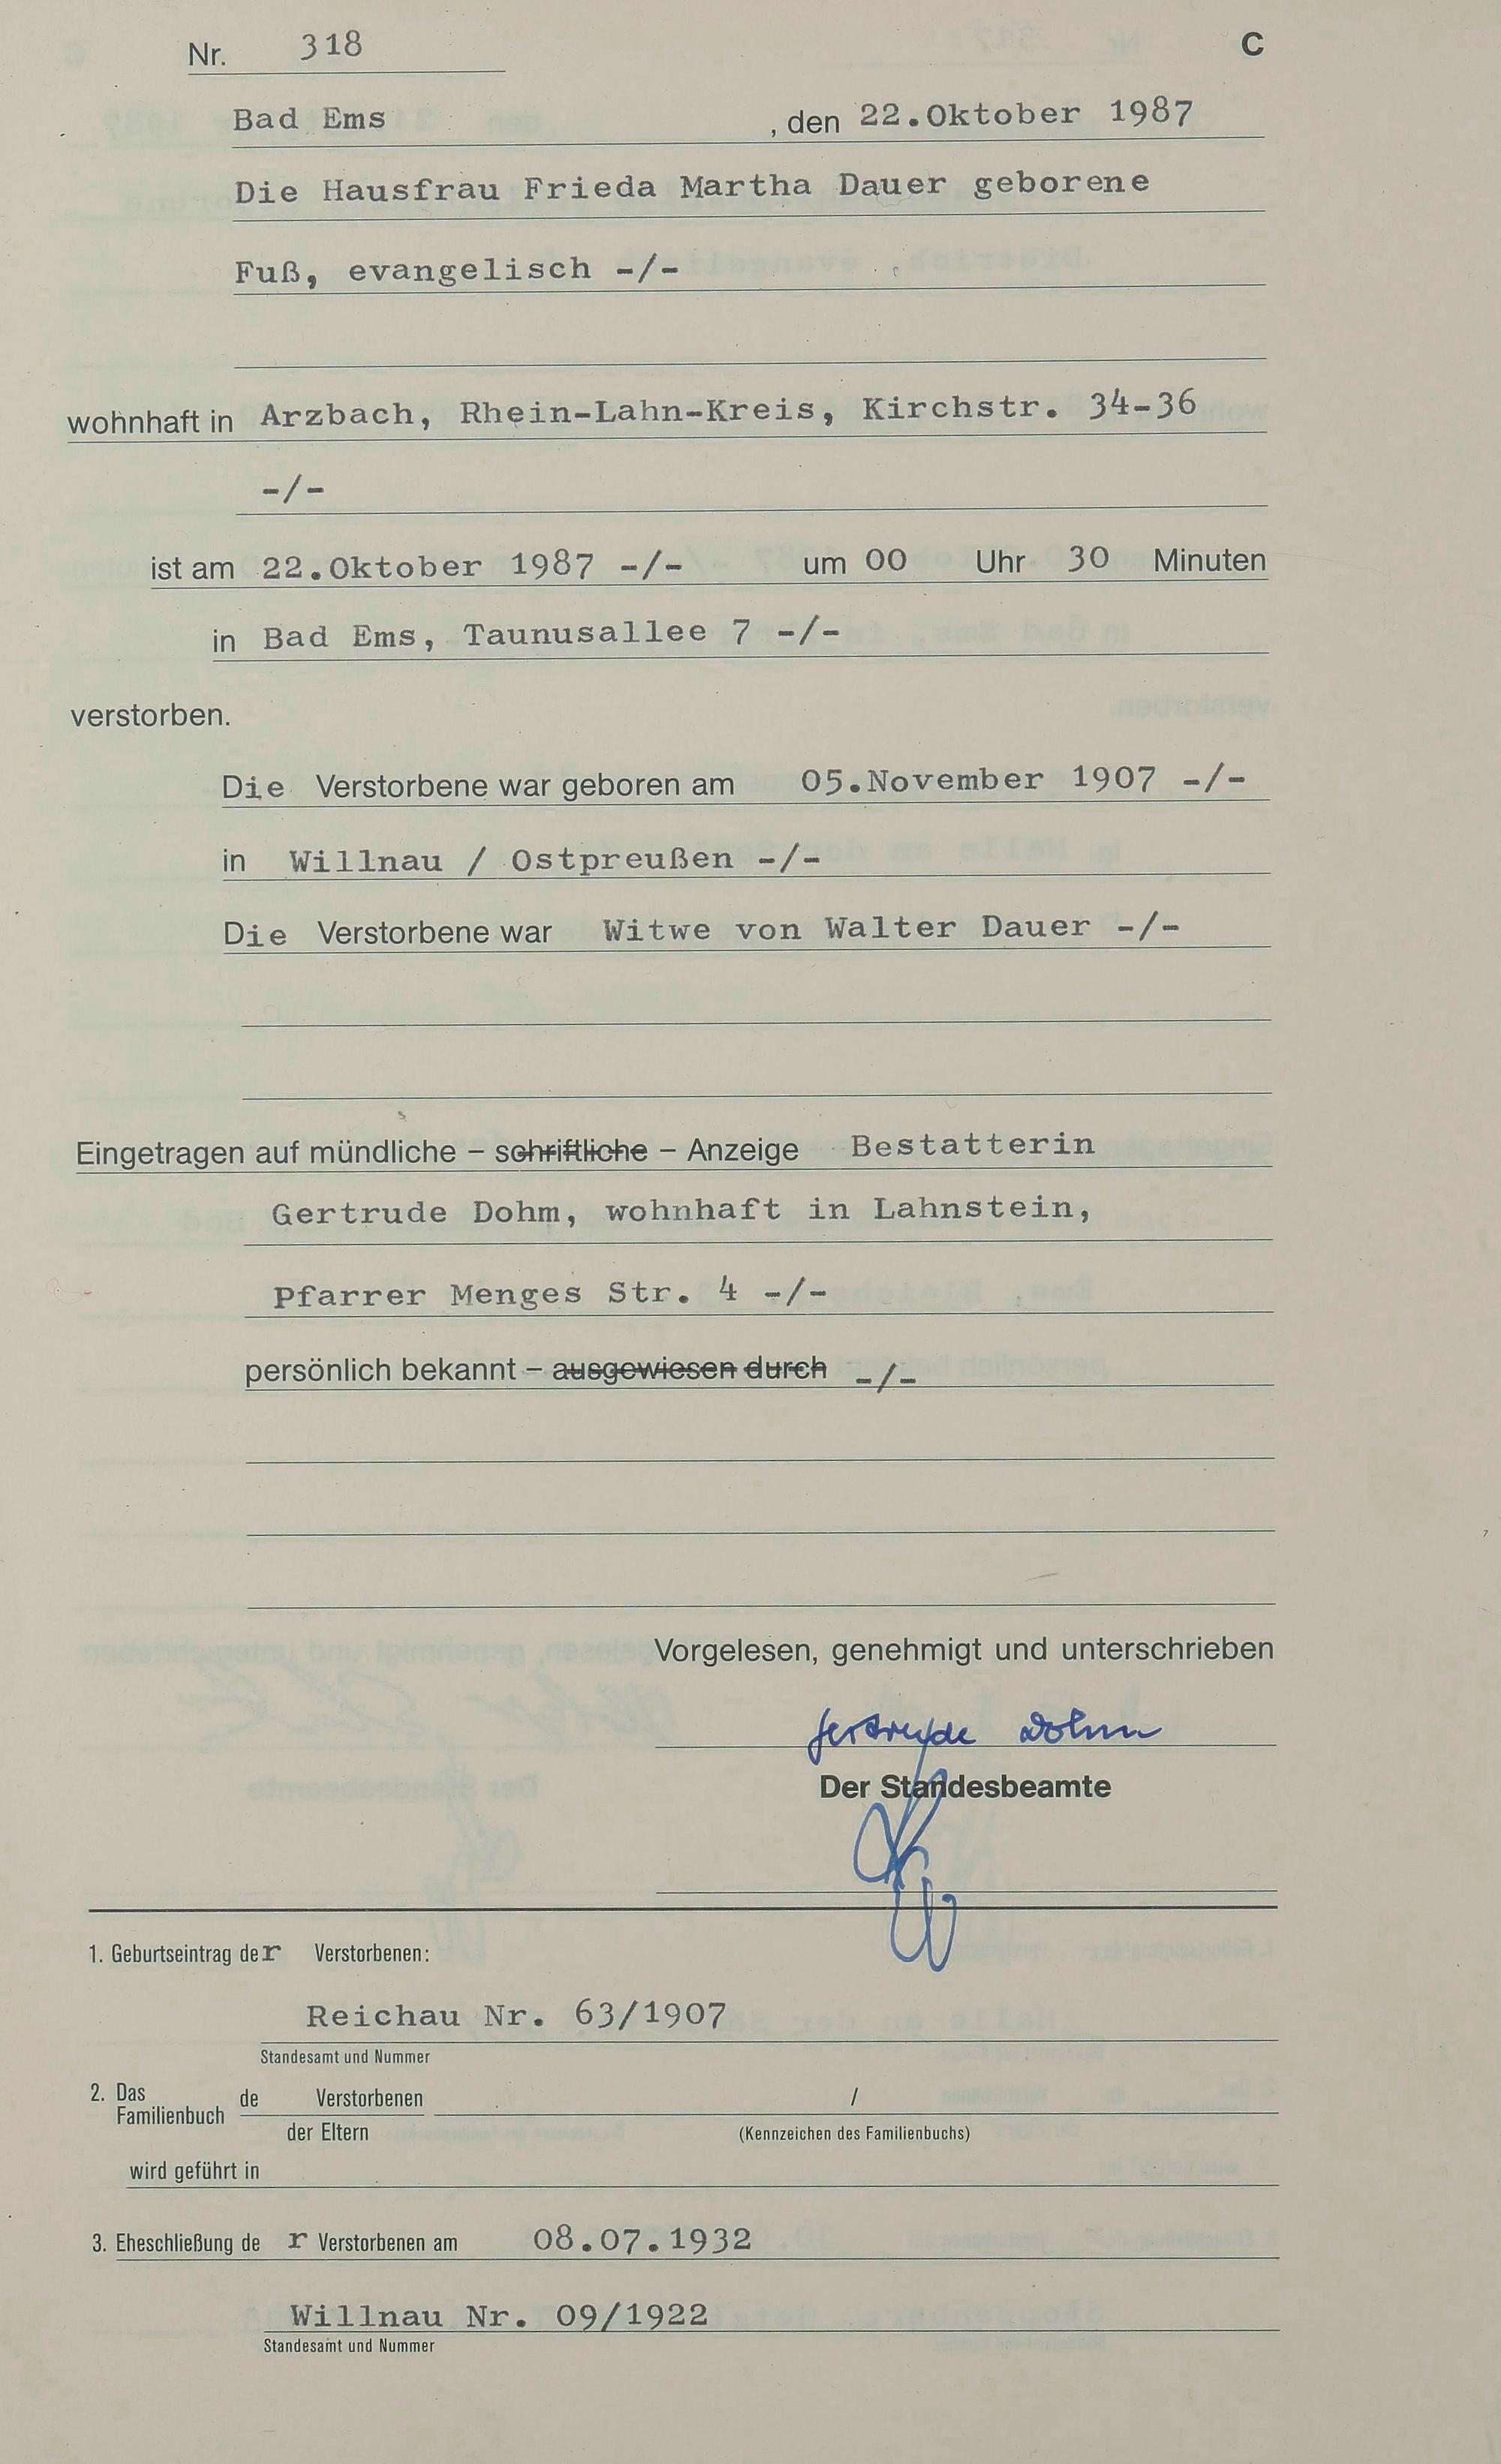 Nr. 318 C
Bad Ems , den 22.Oktober 1987
Die Hausfrau Frieda Martha Dauer geborene
Fuß, evangelisch -/-
wohnhaft in Arzbach, Rhein-Lahn-Kreis, Kirchstr. 34-36
-/-
ist am 22.Oktober 1987 -/- um 00 Uhr 30 Minuten
in Bad Ems, Taunusallee 7 -/-
verstorben.
Die Verstorbene war geboren am 05.November 1907 -/-
in Willnau / Ostpreußen -/-
Die Verstorbene war Witwe von Walter Dauer -/-
Eingetragen auf mündliche – schriftliche – Anzeige Bestatterin
Gertrude Dohm, wohnhaft in Lahnstein,
Pfarrer Menges Str. 4 -/-
persönlich bekannt – ausgewiesen durch -/-
Vorgelesen, genehmigt und unterschrieben
Gertrude Dohm
Der Standesbeamte
1. Geburtseintrag der Verstorbenen:
Reichau Nr. 63/1907
Standesamt und Nummer
2. Das Familienbuch de Verstorbenen /
der Eltern (Kennzeichen des Familienbuchs)
wird geführt in
3. Eheschließung de r Verstorbenen am 08.07.1932
Willnau Nr. 09/1922
Standesamt und Nummer